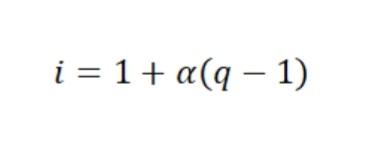 i = 1 + α(q − 1)